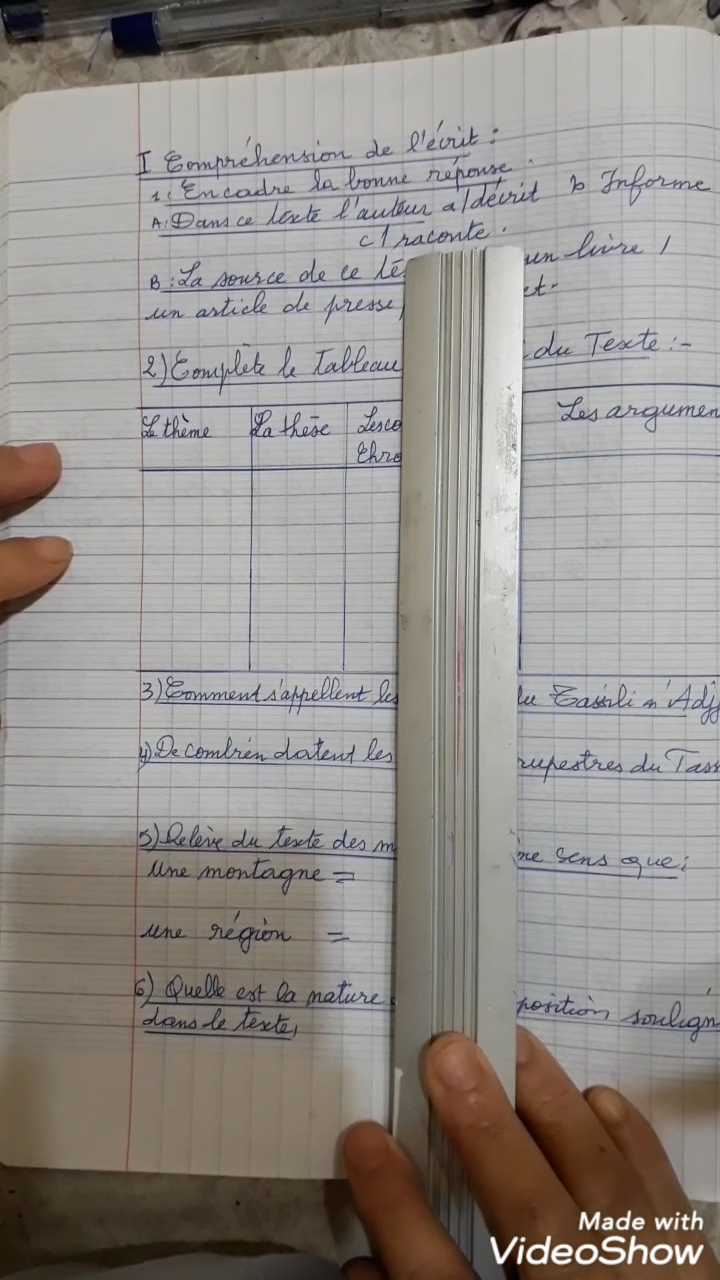 I Compréhension de l'écrit :
1: Encadre la bonne réponse.
A: Dans ce texte l'auteur a/décrit b Informe
c/ raconte.
B: La source de ce te un livre /
un article de presse, et.
2) Complète le tableau du Texte :-
Le thème La thèse Les co Les argumen
Chro
3) Comment s'appellent les du Tassili n'Adj
4) De combien datent les rupestres du Tass
5) Relève du texte des m me sens que:
une montagne =
une région =
6) Quelle est la nature position soulign
dans le texte,
Made with
VideoShow